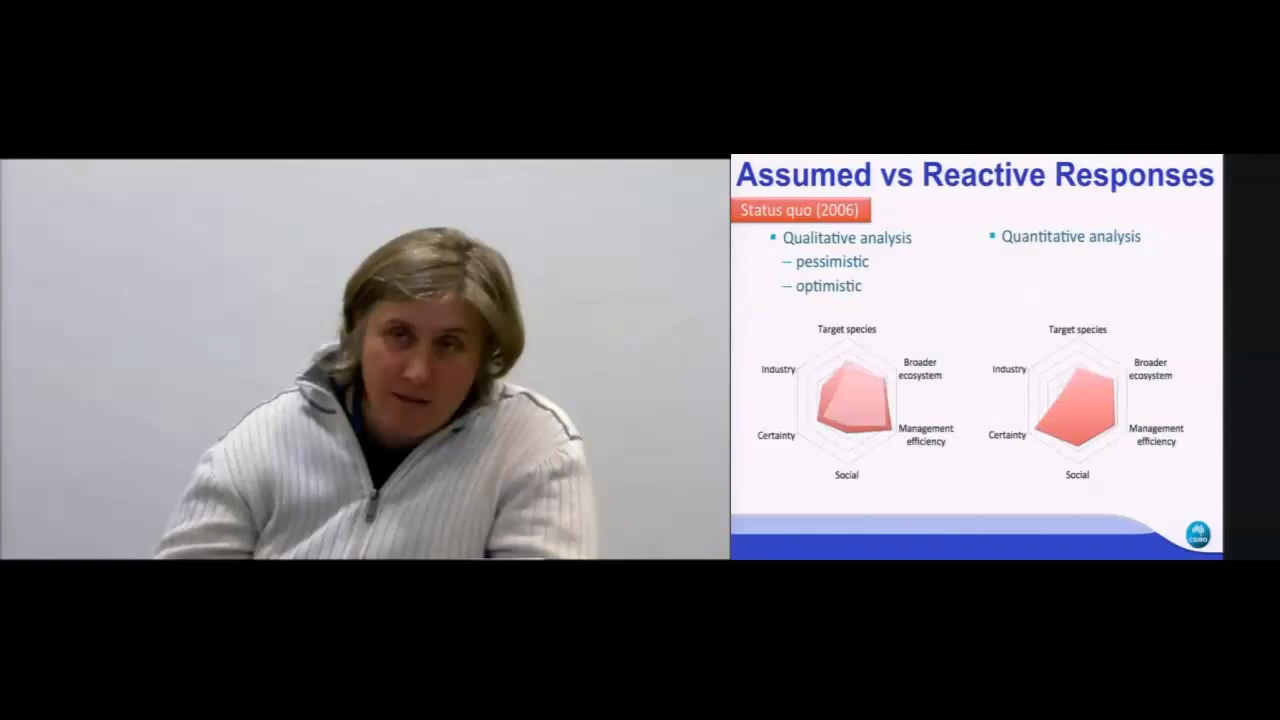 Assumed vs Reactive Responses
Status quo (2006)
Qualitative analysis
– pessimistic
– optimistic
Quantitative analysis
Target species
Broader
ecosystem
Management
efficiency
Social
Certainty
Industry
Target species
Broader
ecosystem
Management
efficiency
Social
Certainty
Industry
CSIRO